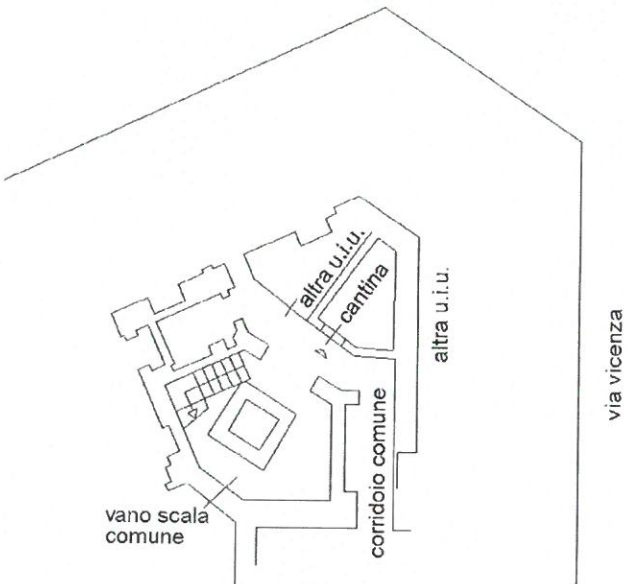 altra u.i.u.
cantina
altra u.i.u.
via vicenza
corridoio comune
vano scala
comune